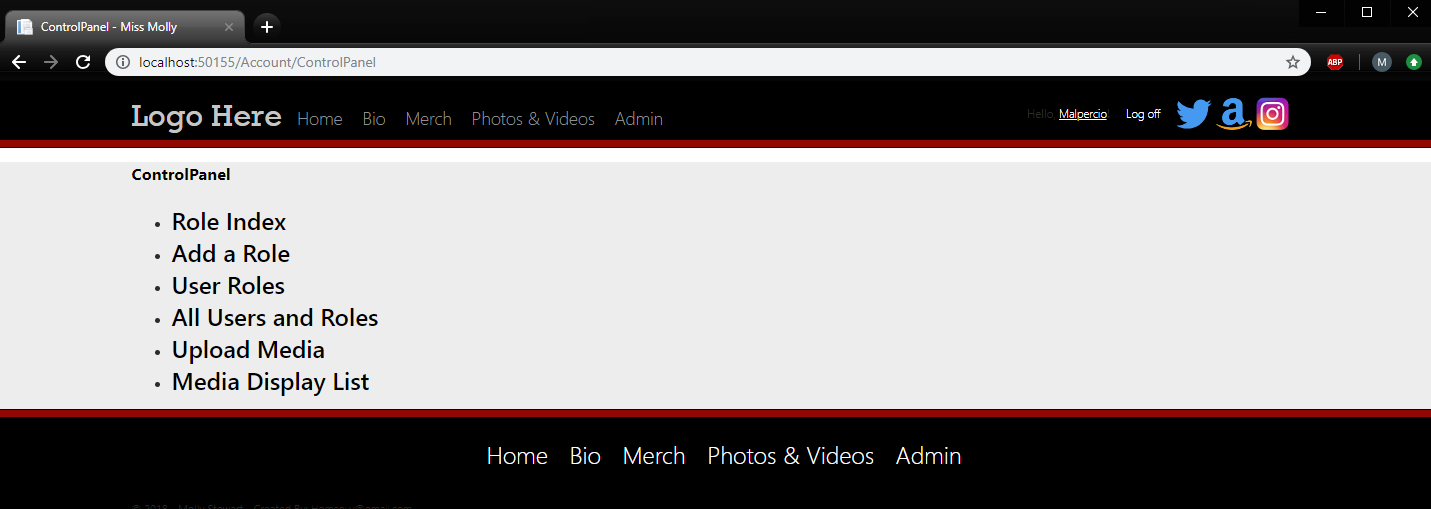 ControlPanel - Miss Molly
localhost:50155/Account/ControlPanel
ABP
M
Logo Here Home Bio Merch Photos & Videos Admin Hello, Malpercio! Log off
ControlPanel
• Role Index
• Add a Role
• User Roles
• All Users and Roles
• Upload Media
• Media Display List
Home Bio Merch Photos & Videos Admin